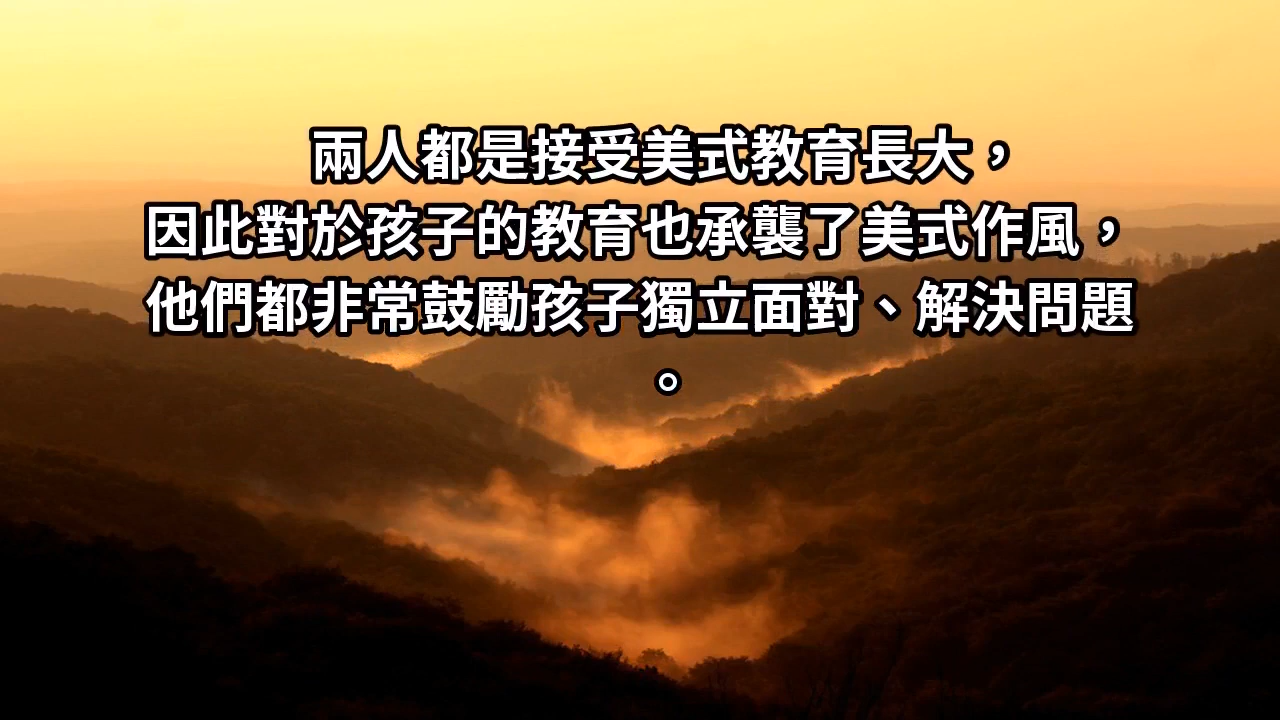 兩人都是接受美式教育長大，
因此對於孩子的教育也承襲了美式作風，
他們都非常鼓勵孩子獨立面對、解決問題
。